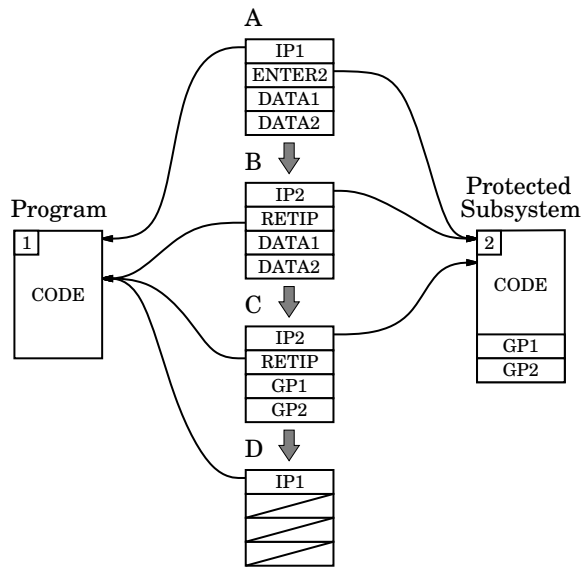 A
IP1
ENTER2
DATA1
DATA2
B
IP2
RETIP
DATA1
DATA2
Program
1
CODE
Protected
Subsystem
2
CODE
GP1
GP2
C
IP2
RETIP
GP1
GP2
D
IP1